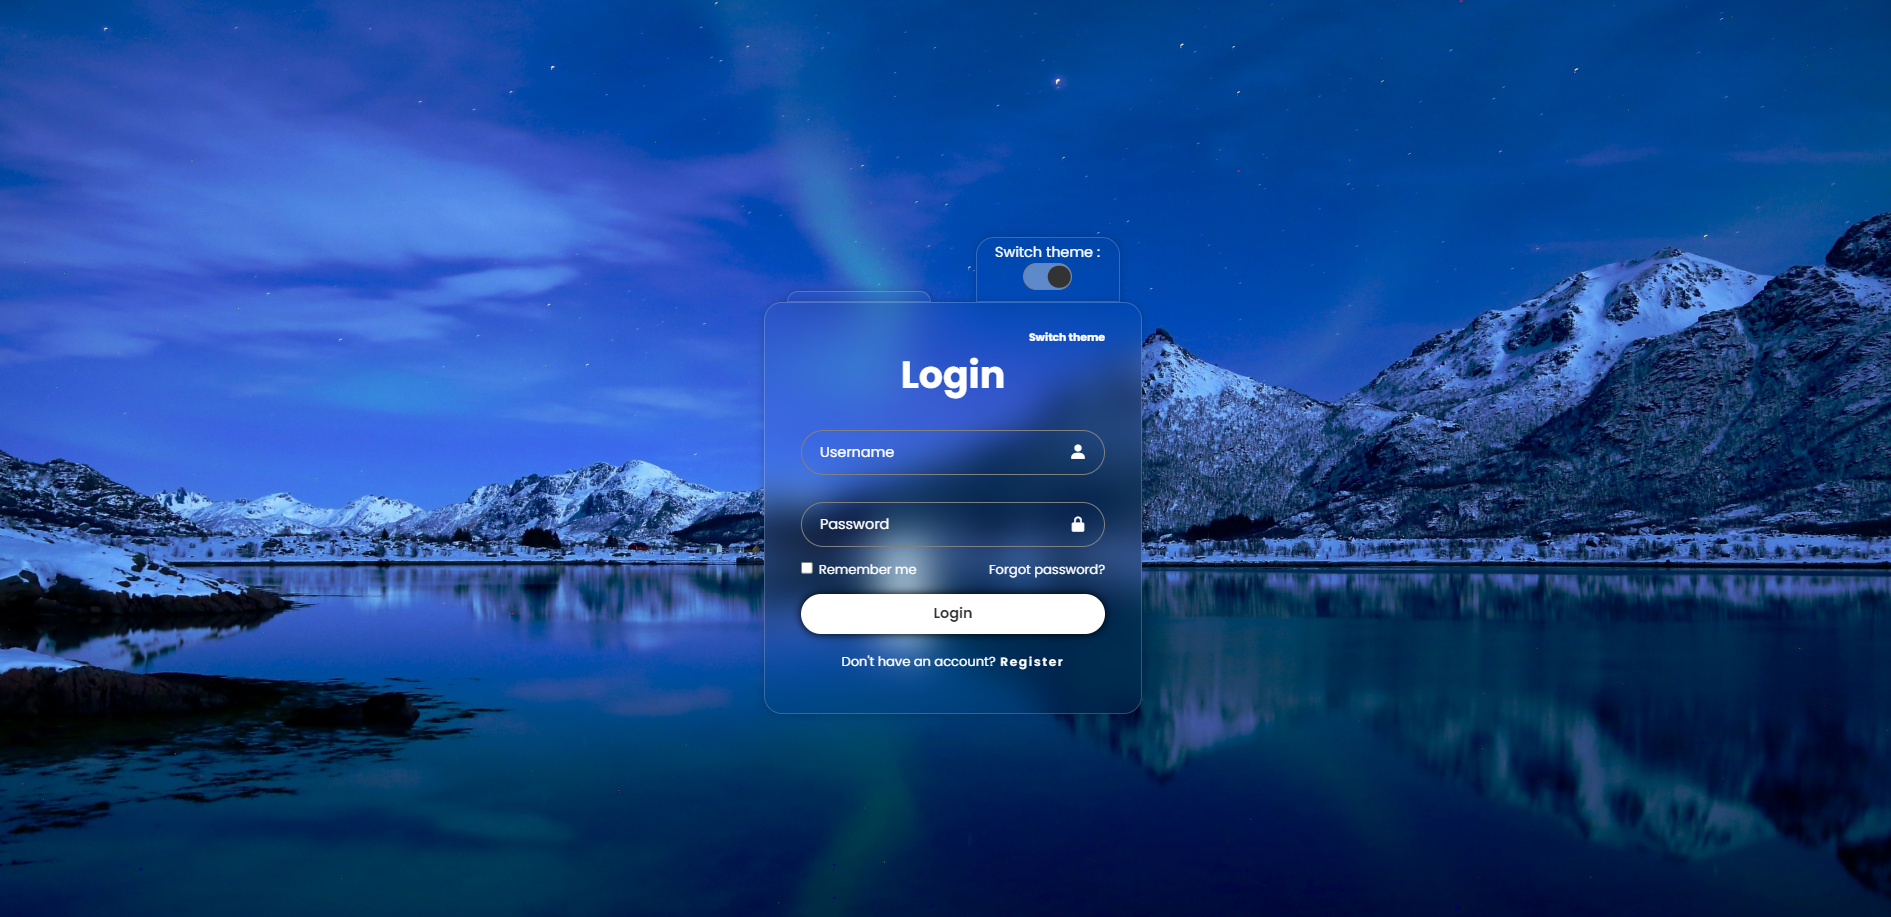 Switch theme :
Switch theme
Login
Username
Password
Remember me
Forgot password?
Login
Don't have an account? Register